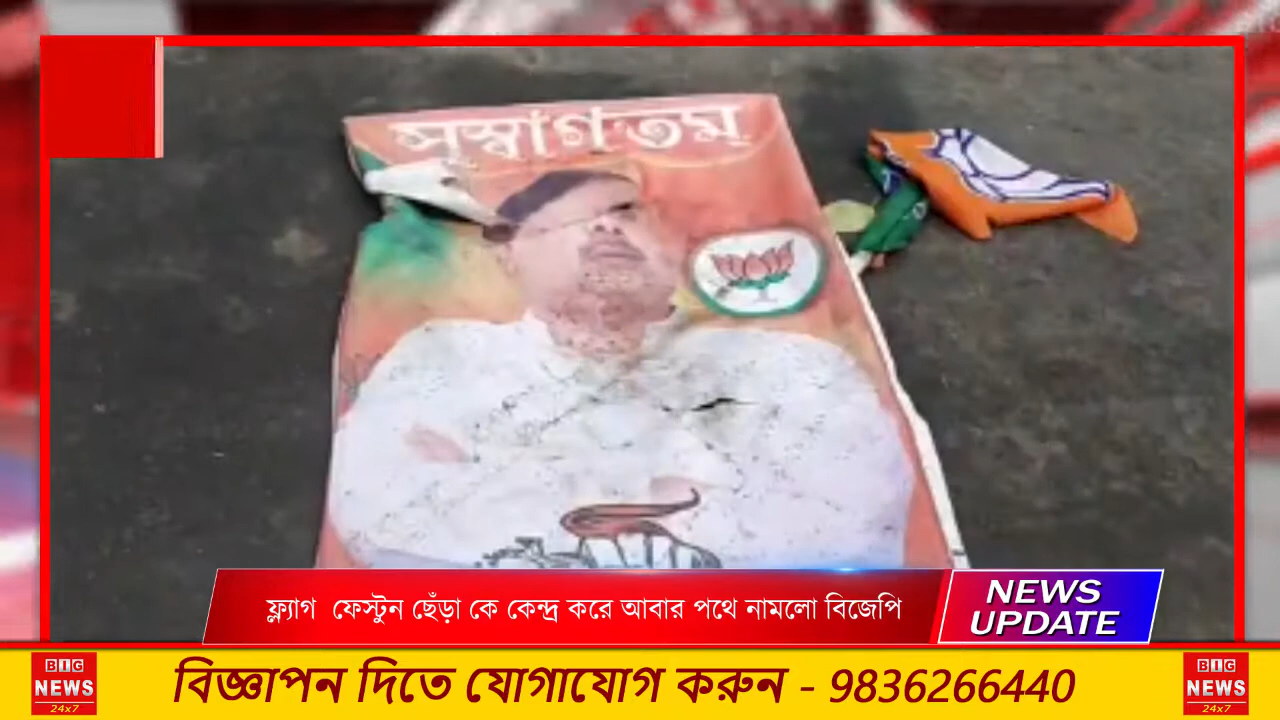 সুস্বাগতম
ফ্ল্যাগ ফেস্টুন ছেঁড়া কে কেন্দ্র করে আবার পথে নামলো বিজেপি
NEWS
UPDATE
BIG
NEWS
24x7
বিজ্ঞাপন দিতে যোগাযোগ করুন - 9836266440
BIG
NEWS
24x7